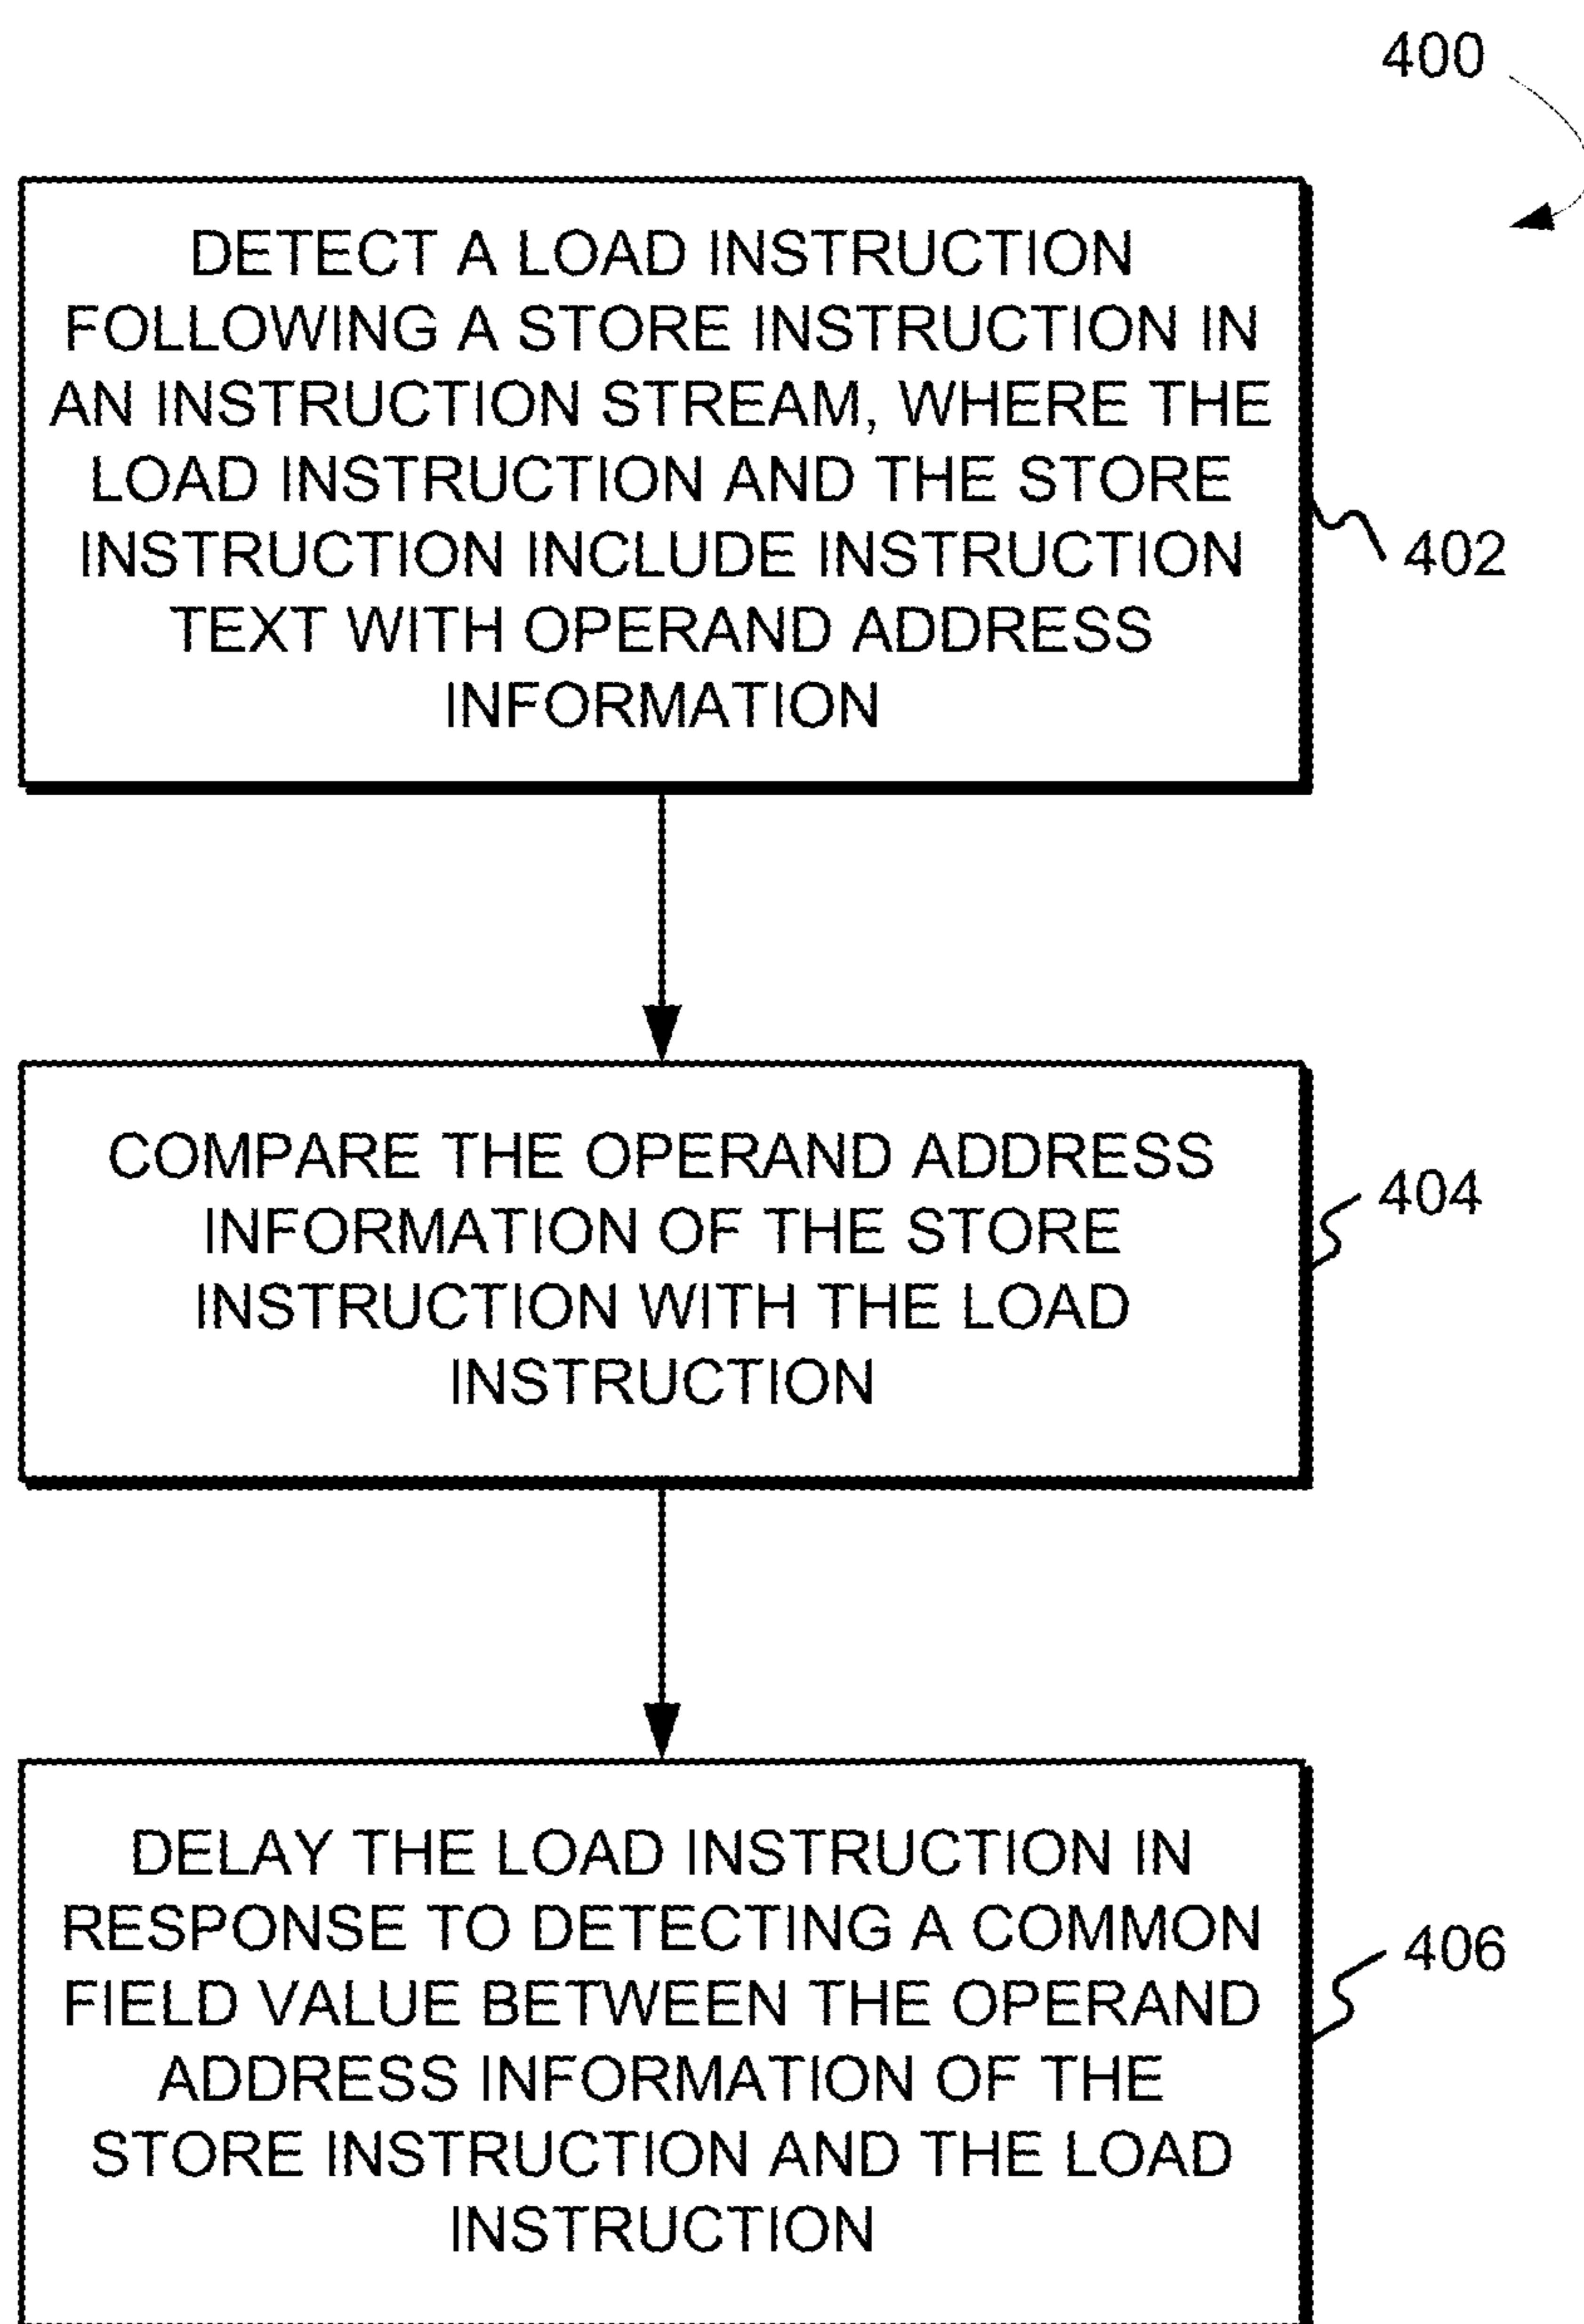 400
DETECT A LOAD INSTRUCTION
FOLLOWING A STORE INSTRUCTION IN
AN INSTRUCTION STREAM, WHERE THE
LOAD INSTRUCTION AND THE STORE
INSTRUCTION INCLUDE INSTRUCTION
TEXT WITH OPERAND ADDRESS
INFORMATION
402
COMPARE THE OPERAND ADDRESS
INFORMATION OF THE STORE
INSTRUCTION WITH THE LOAD
INSTRUCTION
404
DELAY THE LOAD INSTRUCTION IN
RESPONSE TO DETECTING A COMMON
FIELD VALUE BETWEEN THE OPERAND
ADDRESS INFORMATION OF THE
STORE INSTRUCTION AND THE LOAD
INSTRUCTION
406